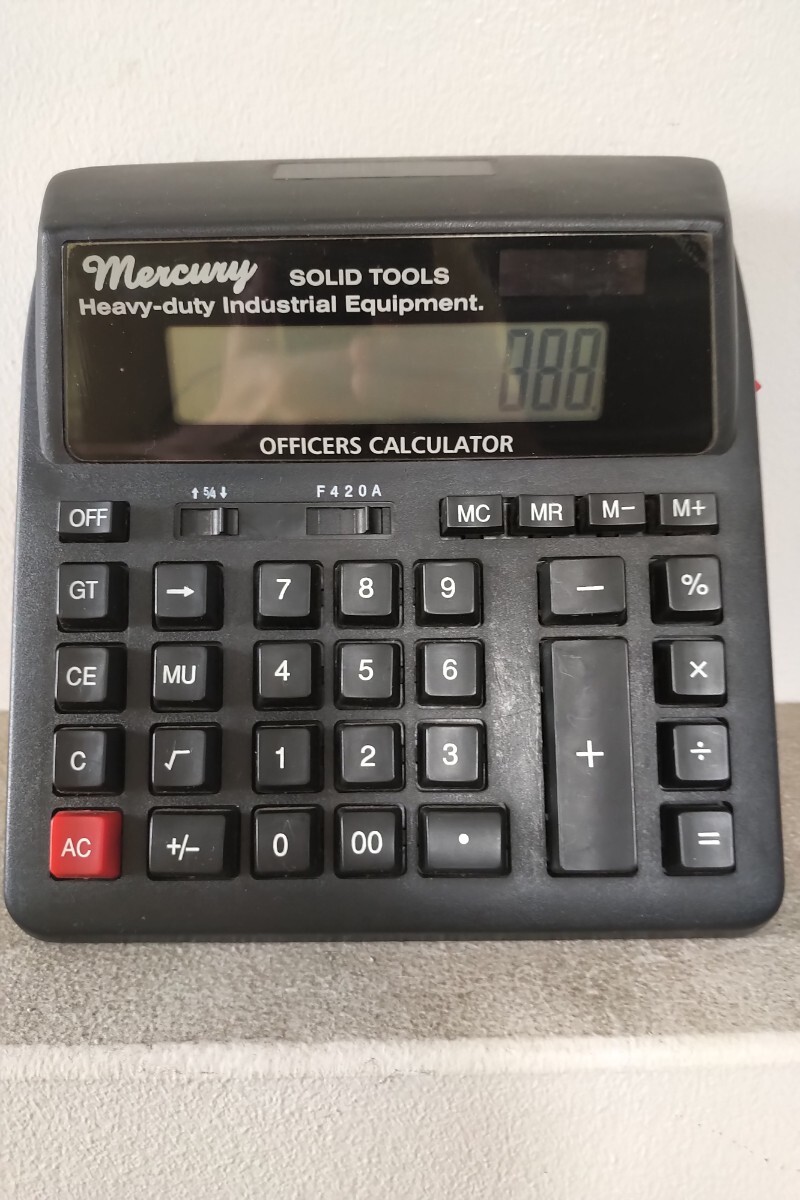 Mercury SOLID TOOLS
Heavy-duty Industrial Equipment.
OFFICERS CALCULATOR
↑ 5/4 ↓ F 4 2 0 A
OFF MC MR M− M+
GT → 7 8 9 − %
CE MU 4 5 6 ×
C √ 1 2 3 + ÷
AC +/− 0 00 • =